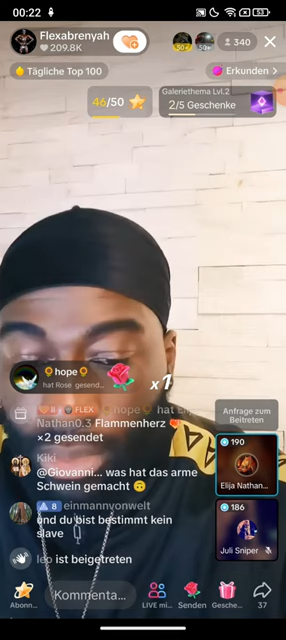 00:22
53
Flexabrenyah
209.8K
340
Tägliche Top 100
Erkunden
46/50
Galeriethema Lvl.2
2/5 Geschenke
hope
hat Rose gesend...
x1
8 FLEX hope hat
Nathan0.3 Flammenherz
×2 gesendet
Anfrage zum
Beitreten
190
Elija Nathan...
Kiki
@Giovanni... was hat das arme
Schwein gemacht 🙃
8 einmannvonwelt
und du bist bestimmt kein
slave
186
Juli Sniper
leo ist beigetreten
Abonn...
Kommenta...
LIVE mi...
Senden
Gesche...
37